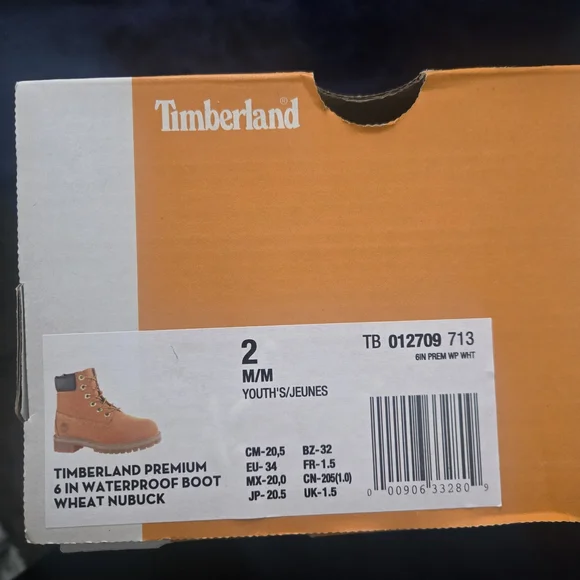 Timberland®
2
M/M
YOUTH'S/JEUNES
TB 012709 713
6IN PREM WP WHT
TIMBERLAND PREMIUM
6 IN WATERPROOF BOOT
WHEAT NUBUCK
CM-20,5 BZ-32
EU- 34 FR-1.5
MX-20,0 CN-205(1.0)
JP- 20.5 UK-1.5
0 00906 33280 9